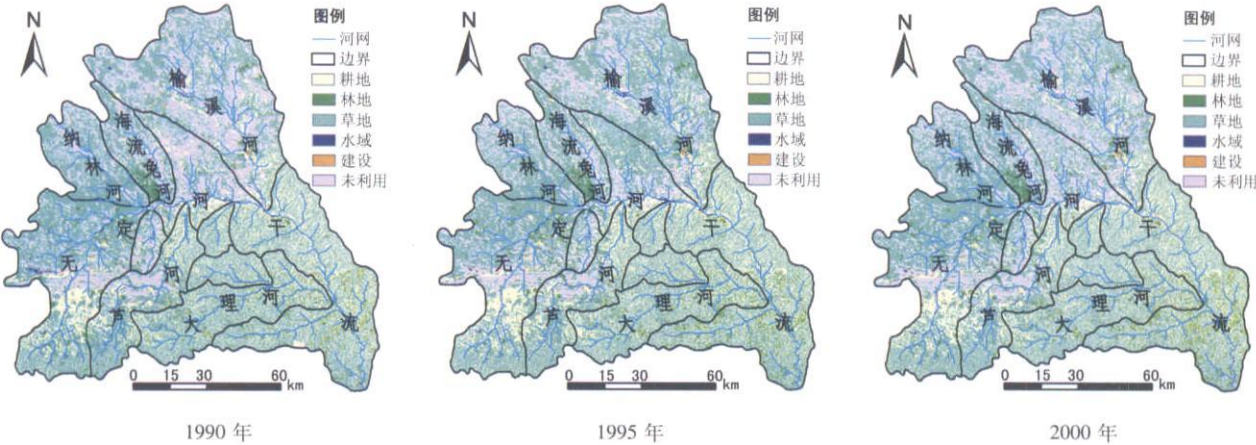 N
图例
河网
边界
耕地
林地
草地
水域
建设
未利用
榆溪河
海流兔河
纳林河
无定河干流
芦河
大理河
0 15 30 60 km
1990 年
N
图例
河网
边界
耕地
林地
草地
水域
建设
未利用
榆溪河
海流兔河
纳林河
无定河干流
芦河
大理河
0 15 30 60 km
1995 年
N
图例
河网
边界
耕地
林地
草地
水域
建设
未利用
榆溪河
海流兔河
纳林河
无定河干流
芦河
大理河
0 15 30 60 km
2000 年